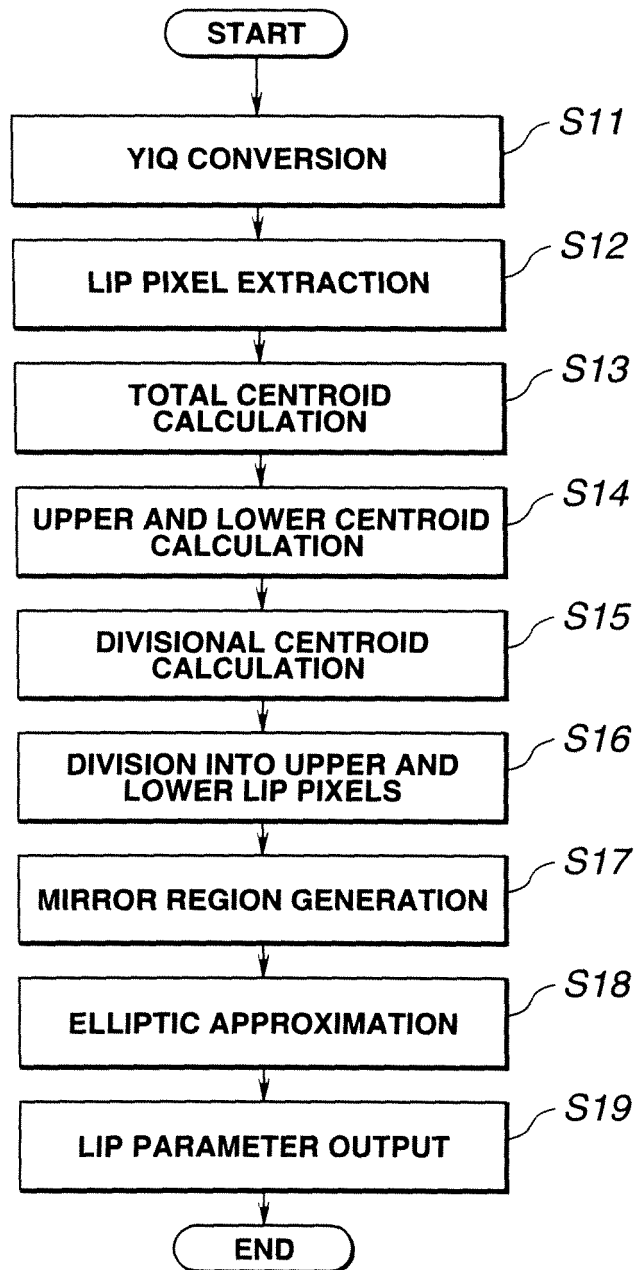 START
S11
YIQ CONVERSION
S12
LIP PIXEL EXTRACTION
S13
TOTAL CENTROID
CALCULATION
S14
UPPER AND LOWER CENTROID
CALCULATION
S15
DIVISIONAL CENTROID
CALCULATION
S16
DIVISION INTO UPPER AND
LOWER LIP PIXELS
S17
MIRROR REGION GENERATION
S18
ELLIPTIC APPROXIMATION
S19
LIP PARAMETER OUTPUT
END